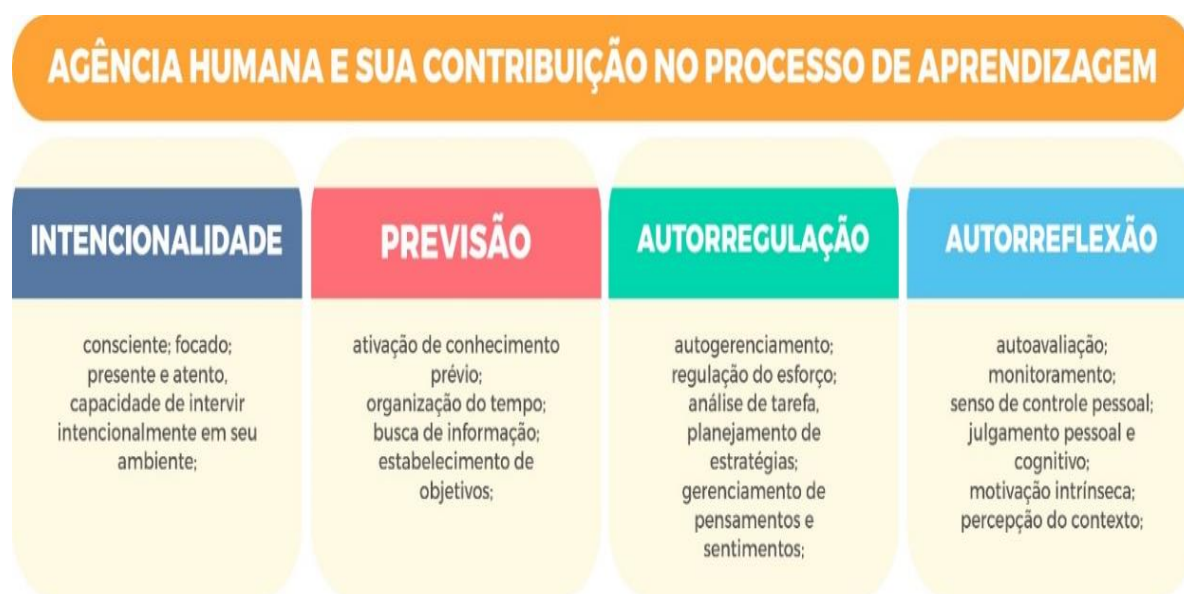 AGÊNCIA HUMANA E SUA CONTRIBUIÇÃO NO PROCESSO DE APRENDIZAGEM
INTENCIONALIDADE
consciente; focado;
presente e atento,
capacidade de intervir
intencionalmente em seu
ambiente;
PREVISÃO
ativação de conhecimento
prévio;
organização do tempo;
busca de informação;
estabelecimento de
objetivos;
AUTORREGULAÇÃO
autogerenciamento;
regulação do esforço;
análise de tarefa,
planejamento de
estratégias;
gerenciamento de
pensamentos e
sentimentos;
AUTORREFLEXÃO
autoavaliação;
monitoramento;
senso de controle pessoal;
julgamento pessoal e
cognitivo;
motivação intrínseca;
percepção do contexto;